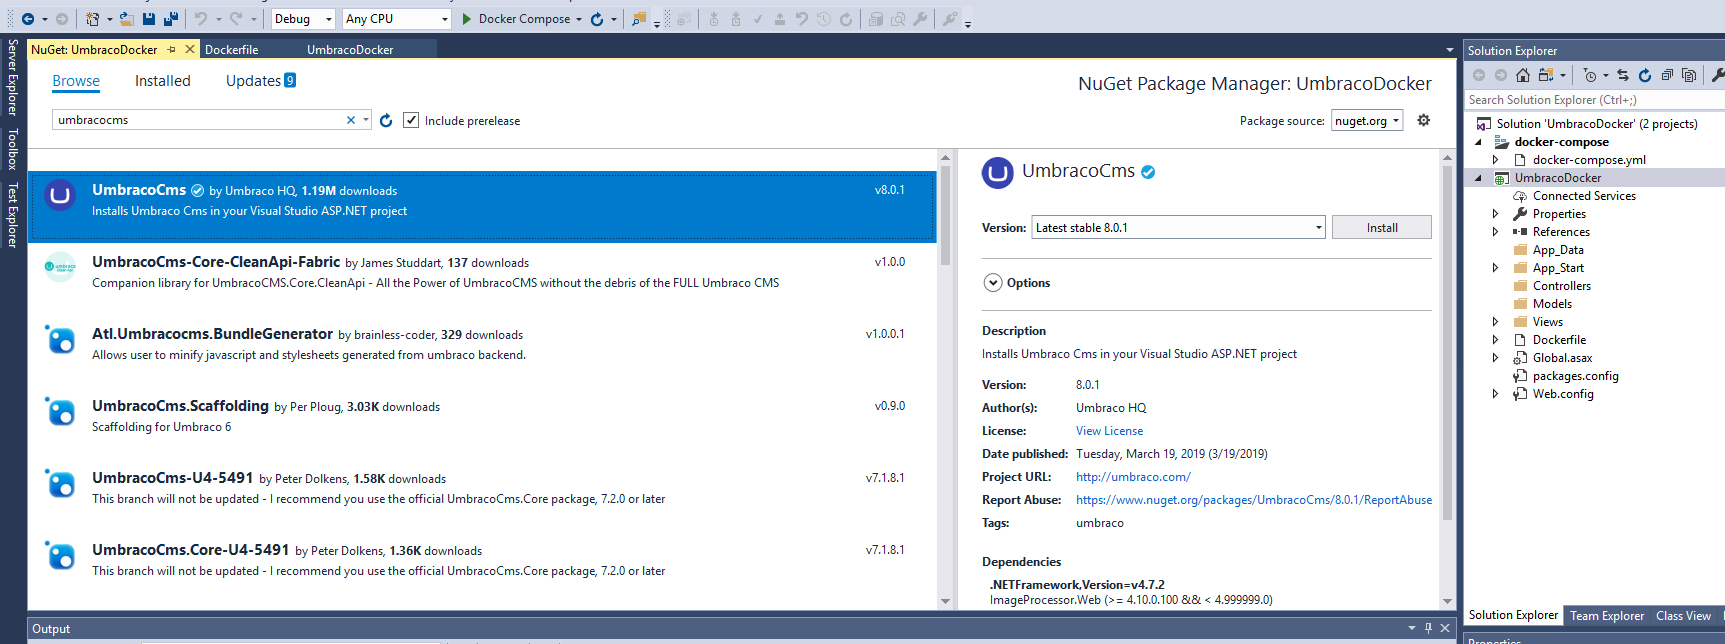 Debug
Any CPU
Docker Compose
NuGet: UmbracoDocker
Dockerfile
UmbracoDocker
Server Explorer
Toolbox
Test Explorer
Browse
Installed
Updates 9
NuGet Package Manager: UmbracoDocker
umbracocms
Include prerelease
Package source: nuget.org
UmbracoCms by Umbraco HQ, 1.19M downloads
v8.0.1
Installs Umbraco Cms in your Visual Studio ASP.NET project
UmbracoCms-Core-CleanApi-Fabric by James Studdart, 137 downloads
v1.0.0
Companion library for UmbracoCMS.Core.CleanApi - All the Power of UmbracoCMS without the debris of the FULL Umbraco CMS
Atl.Umbracocms.BundleGenerator by brainless-coder, 329 downloads
v1.0.0.1
Allows user to minify javascript and stylesheets generated from umbraco backend.
UmbracoCms.Scaffolding by Per Ploug, 3.03K downloads
v0.9.0
Scaffolding for Umbraco 6
UmbracoCms-U4-5491 by Peter Dolkens, 1.58K downloads
v7.1.8.1
This branch will not be updated - I recommend you use the official UmbracoCms.Core package, 7.2.0 or later
UmbracoCms.Core-U4-5491 by Peter Dolkens, 1.36K downloads
v7.1.8.1
This branch will not be updated - I recommend you use the official UmbracoCms.Core package, 7.2.0 or later
UmbracoCms
Version: Latest stable 8.0.1
Install
Options
Description
Installs Umbraco Cms in your Visual Studio ASP.NET project
Version: 8.0.1
Author(s): Umbraco HQ
License: View License
Date published: Tuesday, March 19, 2019 (3/19/2019)
Project URL: http://umbraco.com/
Report Abuse: https://www.nuget.org/packages/UmbracoCms/8.0.1/ReportAbuse
Tags: umbraco
Dependencies
.NETFramework,Version=v4.7.2
ImageProcessor.Web (>= 4.10.0.100 && < 4.999999.0)
Solution Explorer
Search Solution Explorer (Ctrl+;)
Solution 'UmbracoDocker' (2 projects)
docker-compose
docker-compose.yml
UmbracoDocker
Connected Services
Properties
References
App_Data
App_Start
Controllers
Models
Views
Dockerfile
Global.asax
packages.config
Web.config
Solution Explorer
Team Explorer
Class View
Output
Properties